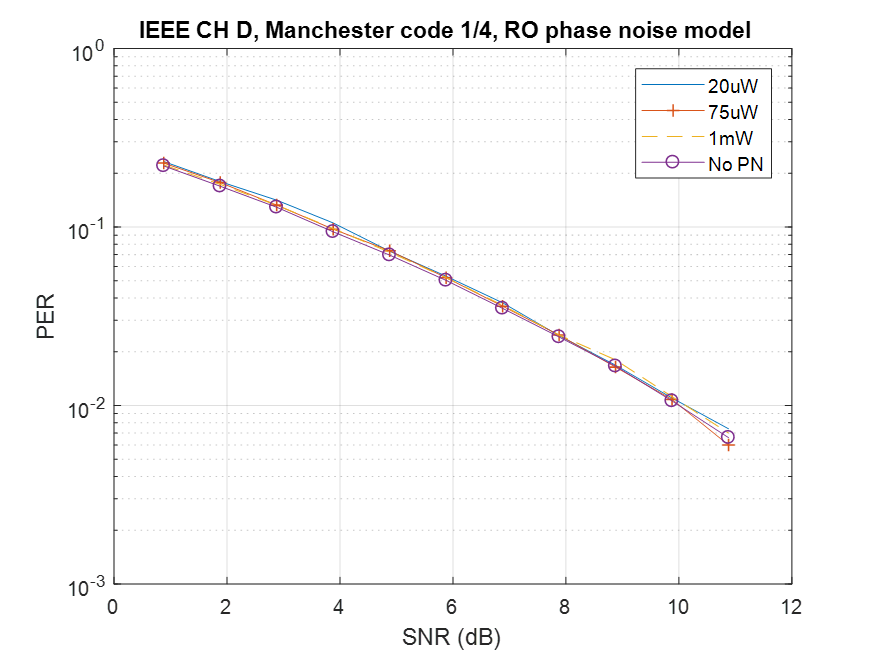 IEEE CH D, Manchester code 1/4, RO phase noise model
10^0
20uW
75uW
1mW
No PN
10^-1
PER
10^-2
10^-3
0 2 4 6 8 10 12
SNR (dB)